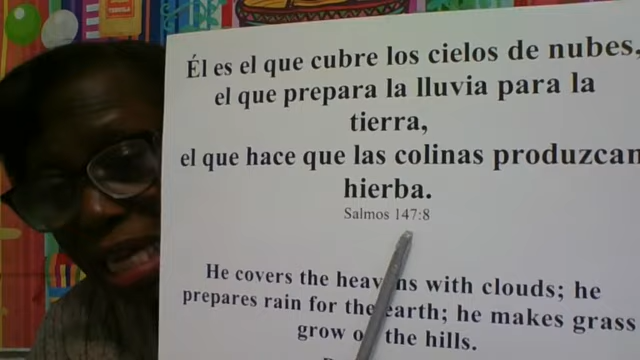 Él es el que cubre los cielos de nubes,
el que prepara la lluvia para la
tierra,
el que hace que las colinas produzcan
hierba.
Salmos 147:8
He covers the heavens with clouds; he
prepares rain for the earth; he makes grass
grow on the hills.